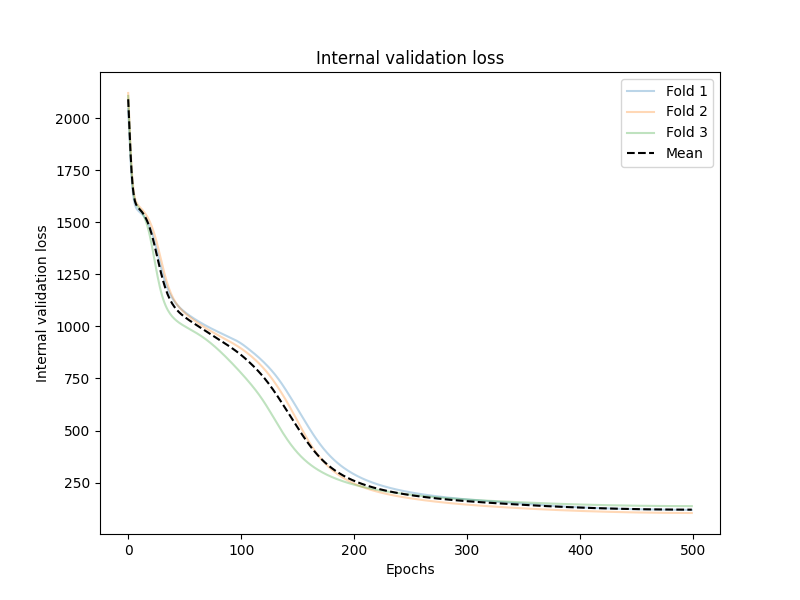 Internal validation loss
Fold 1
Fold 2
Fold 3
Mean
Internal validation loss
2000
1750
1500
1250
1000
750
500
250
0 100 200 300 400 500
Epochs